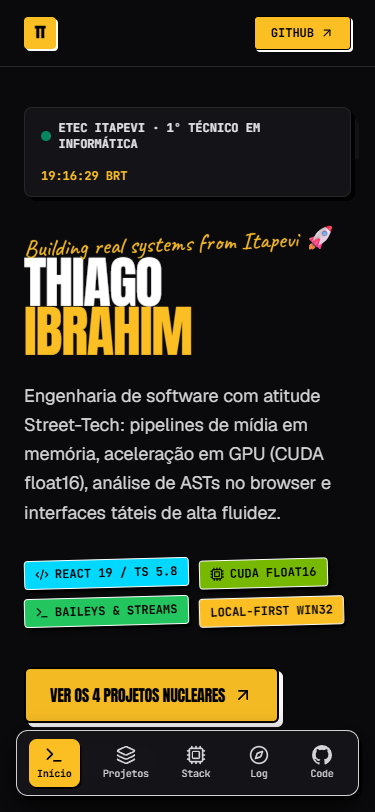 TT
GITHUB
ETEC ITAPEVI · 1º TÉCNICO EM
INFORMÁTICA
19:16:29 BRT
Building real systems from Itapevi 🚀
THIAGO
IBRAHIM
Engenharia de software com atitude
Street-Tech: pipelines de mídia em
memória, aceleração em GPU (CUDA
float16), análise de ASTs no browser e
interfaces táteis de alta fluidez.
REACT 19 / TS 5.8
CUDA FLOAT16
BAILEYS & STREAMS
LOCAL-FIRST WIN32
VER OS 4 PROJETOS NUCLEARES
Início
Projetos
Stack
Log
Code